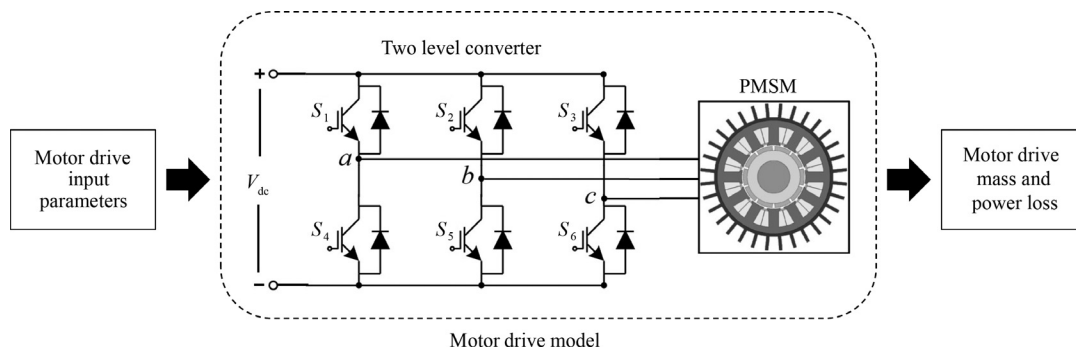 Two level converter
PMSM
+
S1
S2
S3
Motor drive
input
parameters
Vdc
a
b
c
Motor drive
mass and
power loss
S4
S5
S6
−
Motor drive model